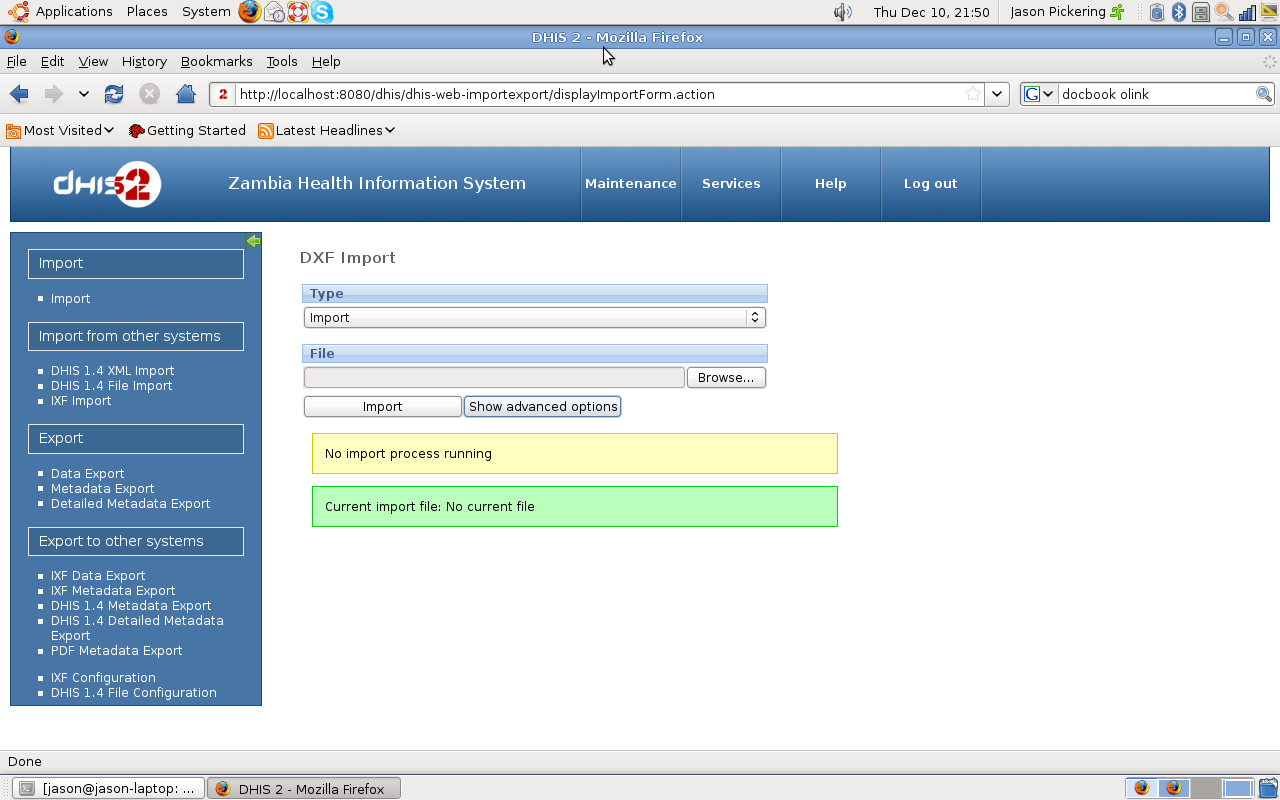 Applications Places System Thu Dec 10, 21:50 Jason Pickering
DHIS 2 - Mozilla Firefox
File Edit View History Bookmarks Tools Help
2 http://localhost:8080/dhis/dhis-web-importexport/displayImportForm.action G docbook olink
Most Visited Getting Started Latest Headlines
dhis2 Zambia Health Information System Maintenance Services Help Log out
Import
Import
Import from other systems
DHIS 1.4 XML Import
DHIS 1.4 File Import
IXF Import
Export
Data Export
Metadata Export
Detailed Metadata Export
Export to other systems
IXF Data Export
IXF Metadata Export
DHIS 1.4 Metadata Export
DHIS 1.4 Detailed Metadata
Export
PDF Metadata Export
IXF Configuration
DHIS 1.4 File Configuration
DXF Import
Type
Import
File
Browse...
Import Show advanced options
No import process running
Current import file: No current file
Done
[jason@jason-laptop: ... DHIS 2 - Mozilla Firefox